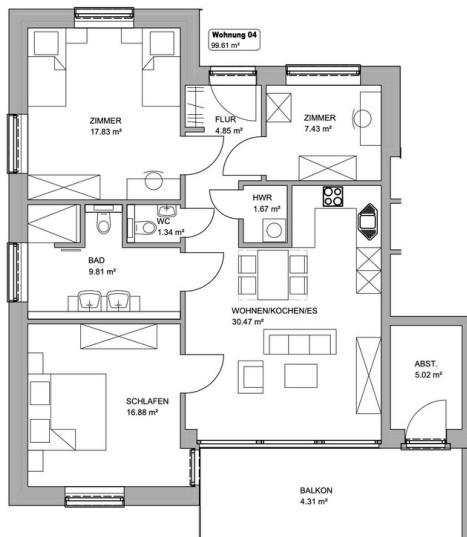 Wohnung 04
99.61 m²
ZIMMER
17.83 m²
FLUR
4.85 m²
ZIMMER
7.43 m²
HWR
1.67 m²
WC
1.34 m²
BAD
9.81 m²
WOHNEN/KOCHEN/ES
30.47 m²
ABST.
5.02 m²
SCHLAFEN
16.88 m²
BALKON
4.31 m²